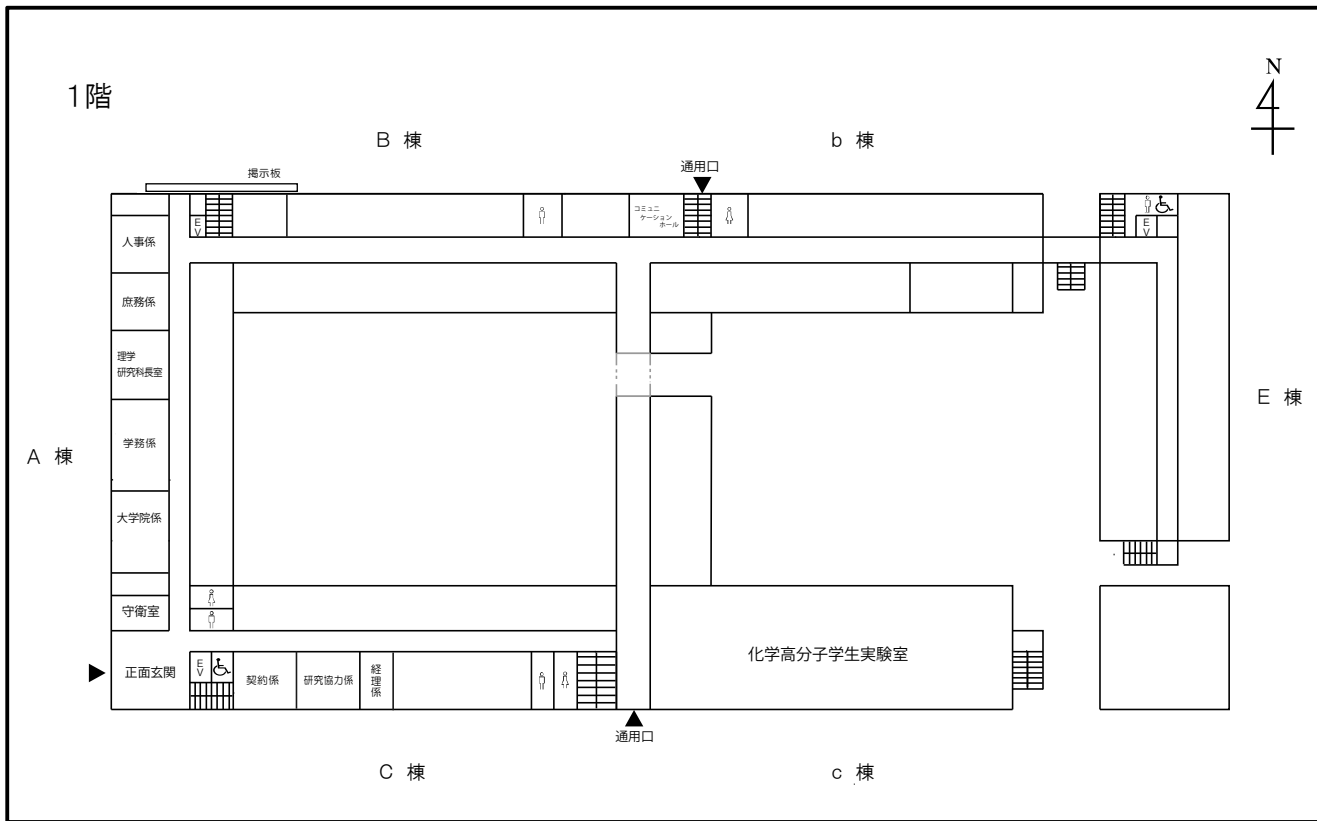 N
1階
B 棟
b 棟
掲示板
通用口
EV
コミュニ
ケーション
ホール
EV
人事係
庶務係
理学
研究科長室
E 棟
学務係
A 棟
大学院係
守衛室
正面玄関
EV
契約係
研究協力係
経理係
化学高分子学生実験室
通用口
C 棟
c 棟